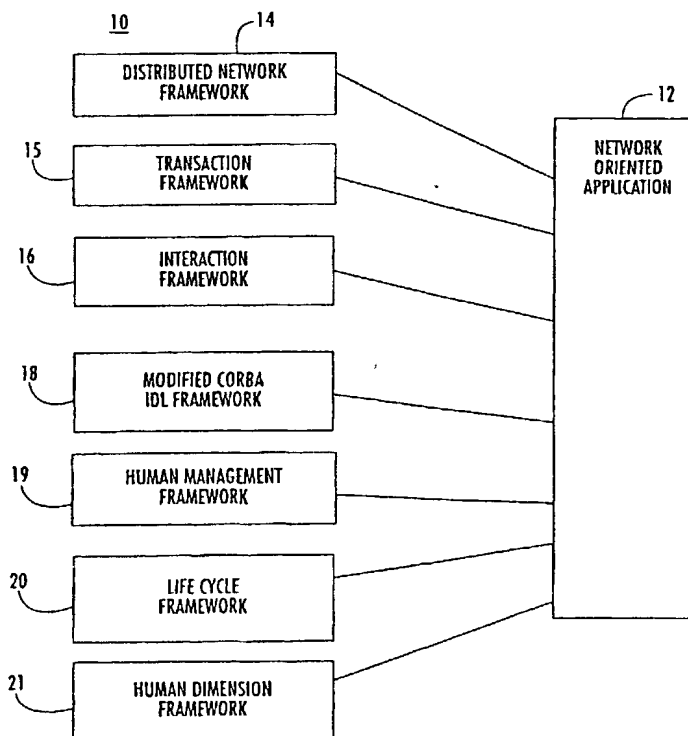 10
14
DISTRIBUTED NETWORK
FRAMEWORK
12
NETWORK
ORIENTED
APPLICATION
15
TRANSACTION
FRAMEWORK
16
INTERACTION
FRAMEWORK
18
MODIFIED CORBA
IDL FRAMEWORK
19
HUMAN MANAGEMENT
FRAMEWORK
20
LIFE CYCLE
FRAMEWORK
21
HUMAN DIMENSION
FRAMEWORK